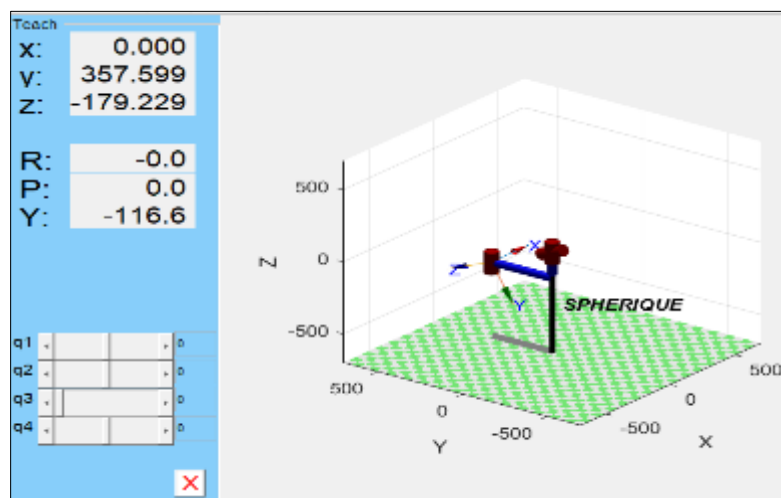 Teach
x: 0.000
y: 357.599
z: -179.229
R: -0.0
P: 0.0
Y: -116.6
q1 0
q2 0
q3 0
q4 0
X
500
0
-500
Z
X
Z
Y
SPHERIQUE
500
0
-500
Y
500
0
-500
X